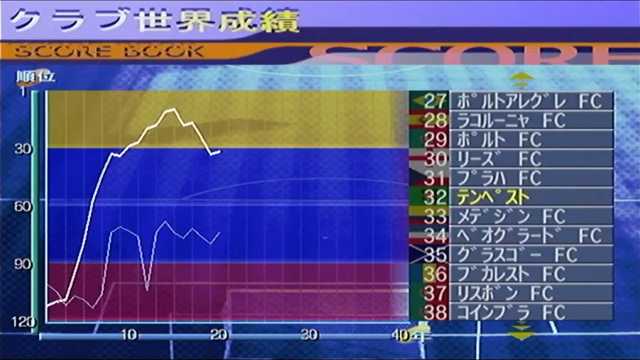 クラブ世界成績
SCORE BOOK
SCORE
順位
1
30
60
90
120
10
20
30
40年
27 ポルトアレグレ FC
28 ラコルーニャ FC
29 ポルト FC
30 リーズ FC
31 プラハ FC
32 テンペスト
33 メデジン FC
34 ベオグラード FC
35 グラスゴー FC
36 ブカレスト FC
37 リスボン FC
38 コインブラ FC